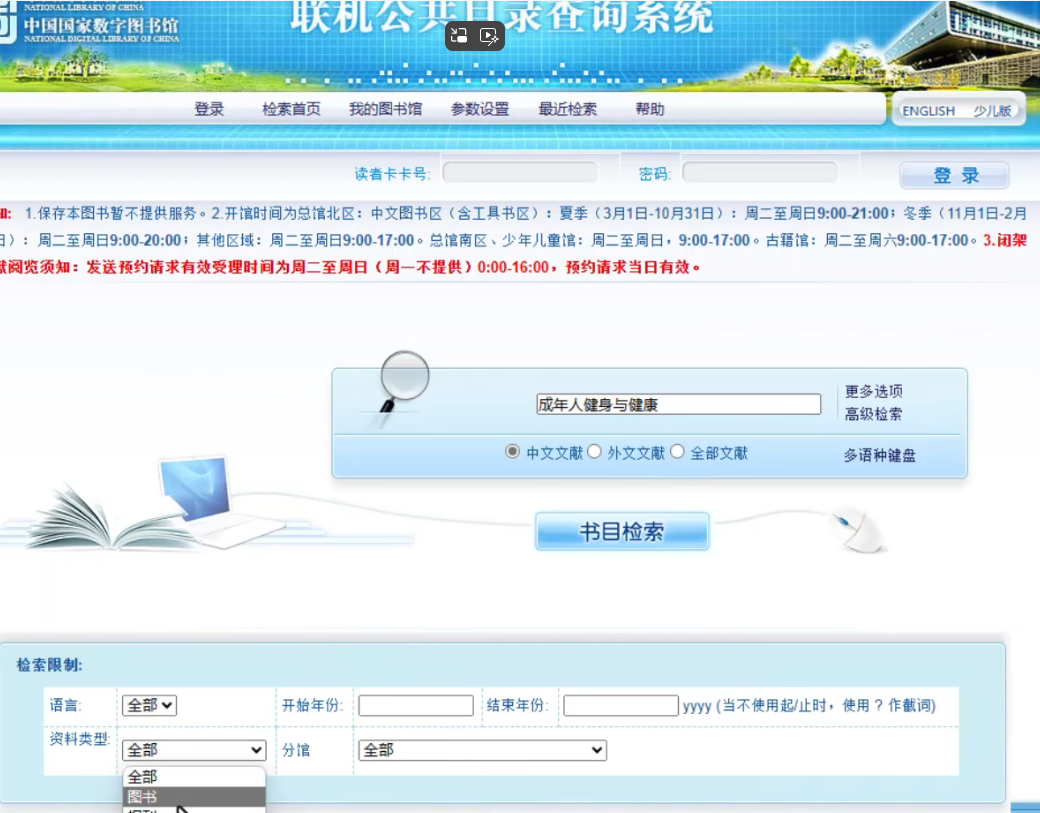 NATIONAL LIBRARY OF CHINA
中国国家数字图书馆
NATIONAL DIGITAL LIBRARY OF CHINA
联机公共目录查询系统
登录 检索首页 我的图书馆 参数设置 最近检索 帮助
ENGLISH 少儿版
读者卡卡号: 密码: 登 录
知: 1.保存本图书暂不提供服务。2.开馆时间为总馆北区：中文图书区（含工具书区）：夏季（3月1日-10月31日）：周二至周日9:00-21:00；冬季（11月1日-2月
日）：周二至周日9:00-20:00；其他区域：周二至周日9:00-17:00。总馆南区、少年儿童馆：周二至周日，9:00-17:00。古籍馆：周二至周六9:00-17:00。3.闭架
献阅览须知：发送预约请求有效受理时间为周二至周日（周一不提供）0:00-16:00，预约请求当日有效。
成年人健身与健康
更多选项
高级检索
中文文献 外文文献 全部文献
多语种键盘
书目检索
检索限制:
语言: 全部 开始年份: 结束年份: yyyy (当不使用起/止时，使用 ? 作截词)
资料类型: 全部 分馆 全部
全部
图书